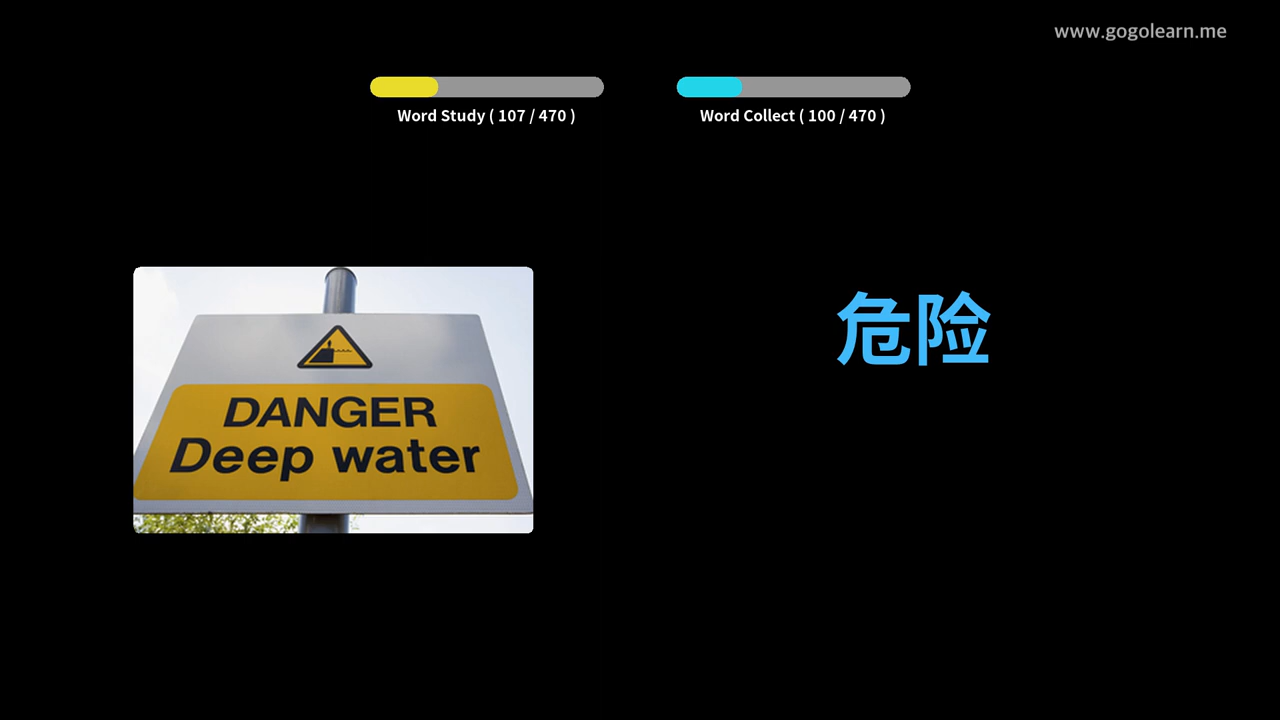 www.gogolearn.me
Word Study ( 107 / 470 )
Word Collect ( 100 / 470 )
危险
DANGER
Deep water